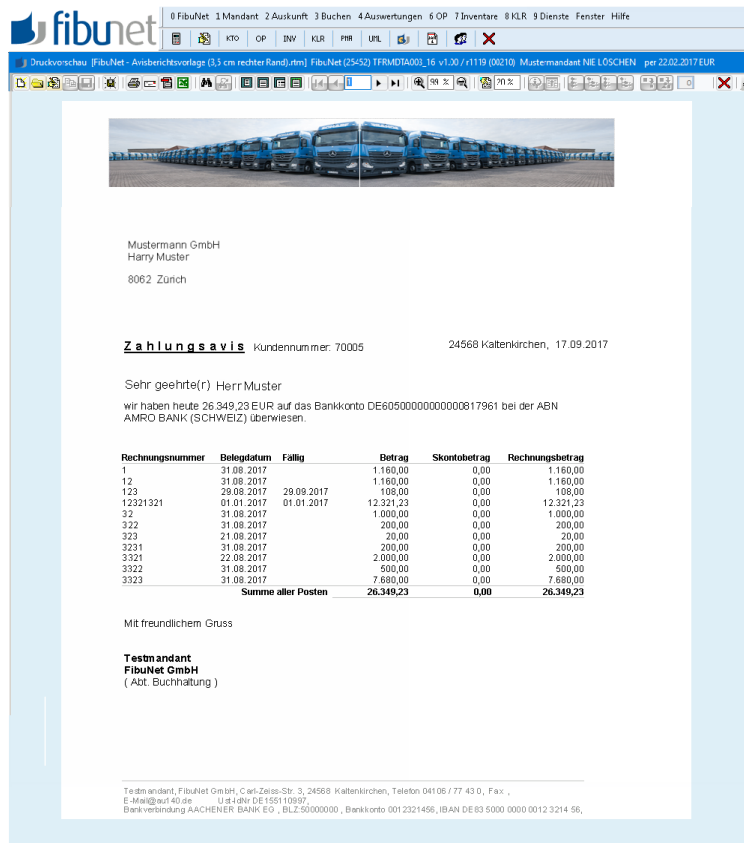 fibunet
0 FibuNet 1 Mandant 2 Auskunft 3 Buchen 4 Auswertungen 6 OP 7 Inventare 8 KLR 9 Dienste Fenster Hilfe
KTO OP INV KLR PMR UML
Druckvorschau [FibuNet - Avisberichtsvorlage (3,5 cm rechter Rand).rtm] FibuNet (25452) TFRMDTA003_16 v1.00 / r1119 (00210) Mustermandant NIE LÖSCHEN per 22.02.2017 EUR
1 98 % 20 % 0
Mustermann GmbH
Harry Muster
8062 Zürich
Zahlungsavis Kundennummer: 70005 24568 Kaltenkirchen, 17.09.2017
Sehr geehrte(r) Herr Muster
wir haben heute 26.349,23 EUR auf das Bankkonto DE60500000000000817961 bei der ABN
AMRO BANK (SCHWEIZ) überwiesen.
Rechnungsnummer Belegdatum Fällig Betrag Skontobetrag Rechnungsbetrag
1 31.08.2017 1.160,00 0,00 1.160,00
12 31.08.2017 1.160,00 0,00 1.160,00
123 29.08.2017 29.09.2017 108,00 0,00 108,00
12321321 01.01.2017 01.01.2017 12.321,23 0,00 12.321,23
32 31.08.2017 1.000,00 0,00 1.000,00
322 31.08.2017 200,00 0,00 200,00
323 21.08.2017 20,00 0,00 20,00
3231 31.08.2017 200,00 0,00 200,00
3321 22.08.2017 2.000,00 0,00 2.000,00
3322 31.08.2017 500,00 0,00 500,00
3323 31.08.2017 7.680,00 0,00 7.680,00
Summe aller Posten 26.349,23 0,00 26.349,23
Mit freundlichem Gruss
Testmandant
FibuNet GmbH
( Abt. Buchhaltung )
Testmandant, FibuNet GmbH, Carl-Zeiss-Str. 3, 24568 Kaltenkirchen, Telefon 04106 / 77 43 0, Fax ,
E-Mail@au140.de Ust-IdNr DE155110997,
Bankverbindung AACHENER BANK EG , BLZ:50000000 , Bankkonto 0012321456, IBAN DE83 5000 0000 0012 3214 56,